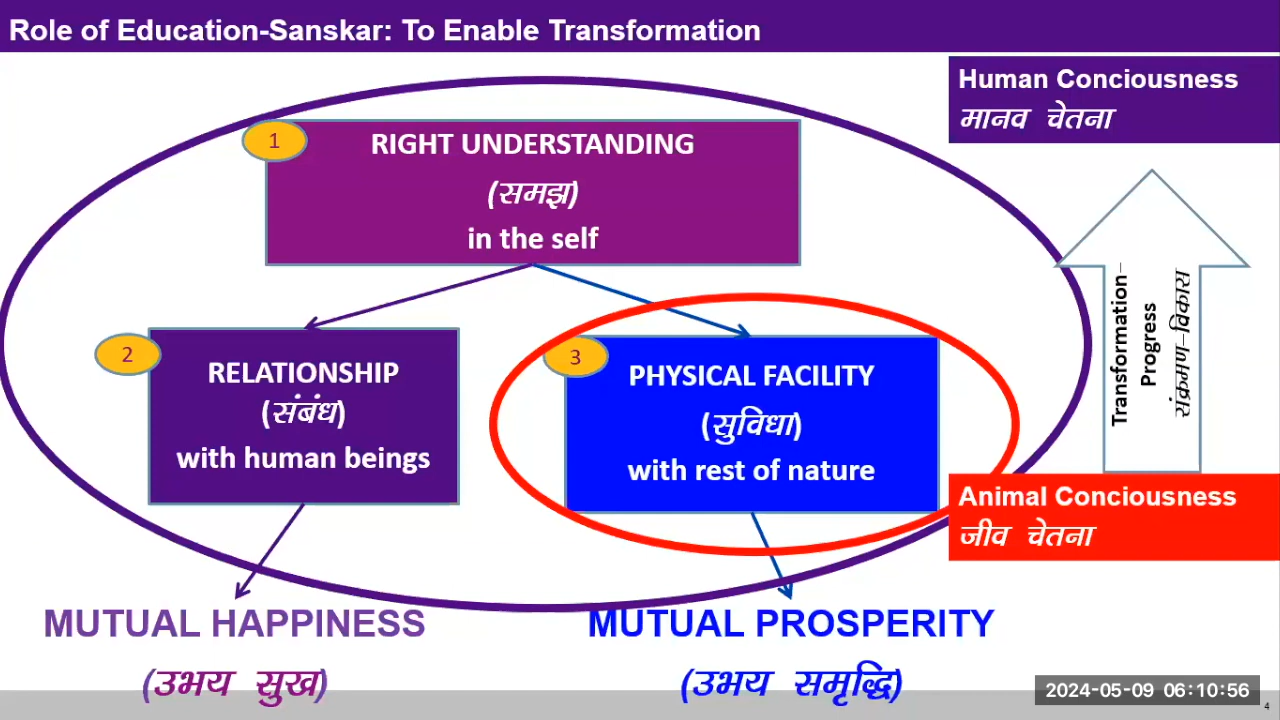 Role of Education-Sanskar: To Enable Transformation
Human Conciousness
मानव चेतना
1
RIGHT UNDERSTANDING
(समझ)
in the self
2
RELATIONSHIP
(संबंध)
with human beings
3
PHYSICAL FACILITY
(सुविधा)
with rest of nature
Transformation–
Progress
संक्रमण–विकास
Animal Conciousness
जीव चेतना
MUTUAL HAPPINESS
(उभय सुख)
MUTUAL PROSPERITY
(उभय समृद्धि)
2024-05-09 06:10:56
4